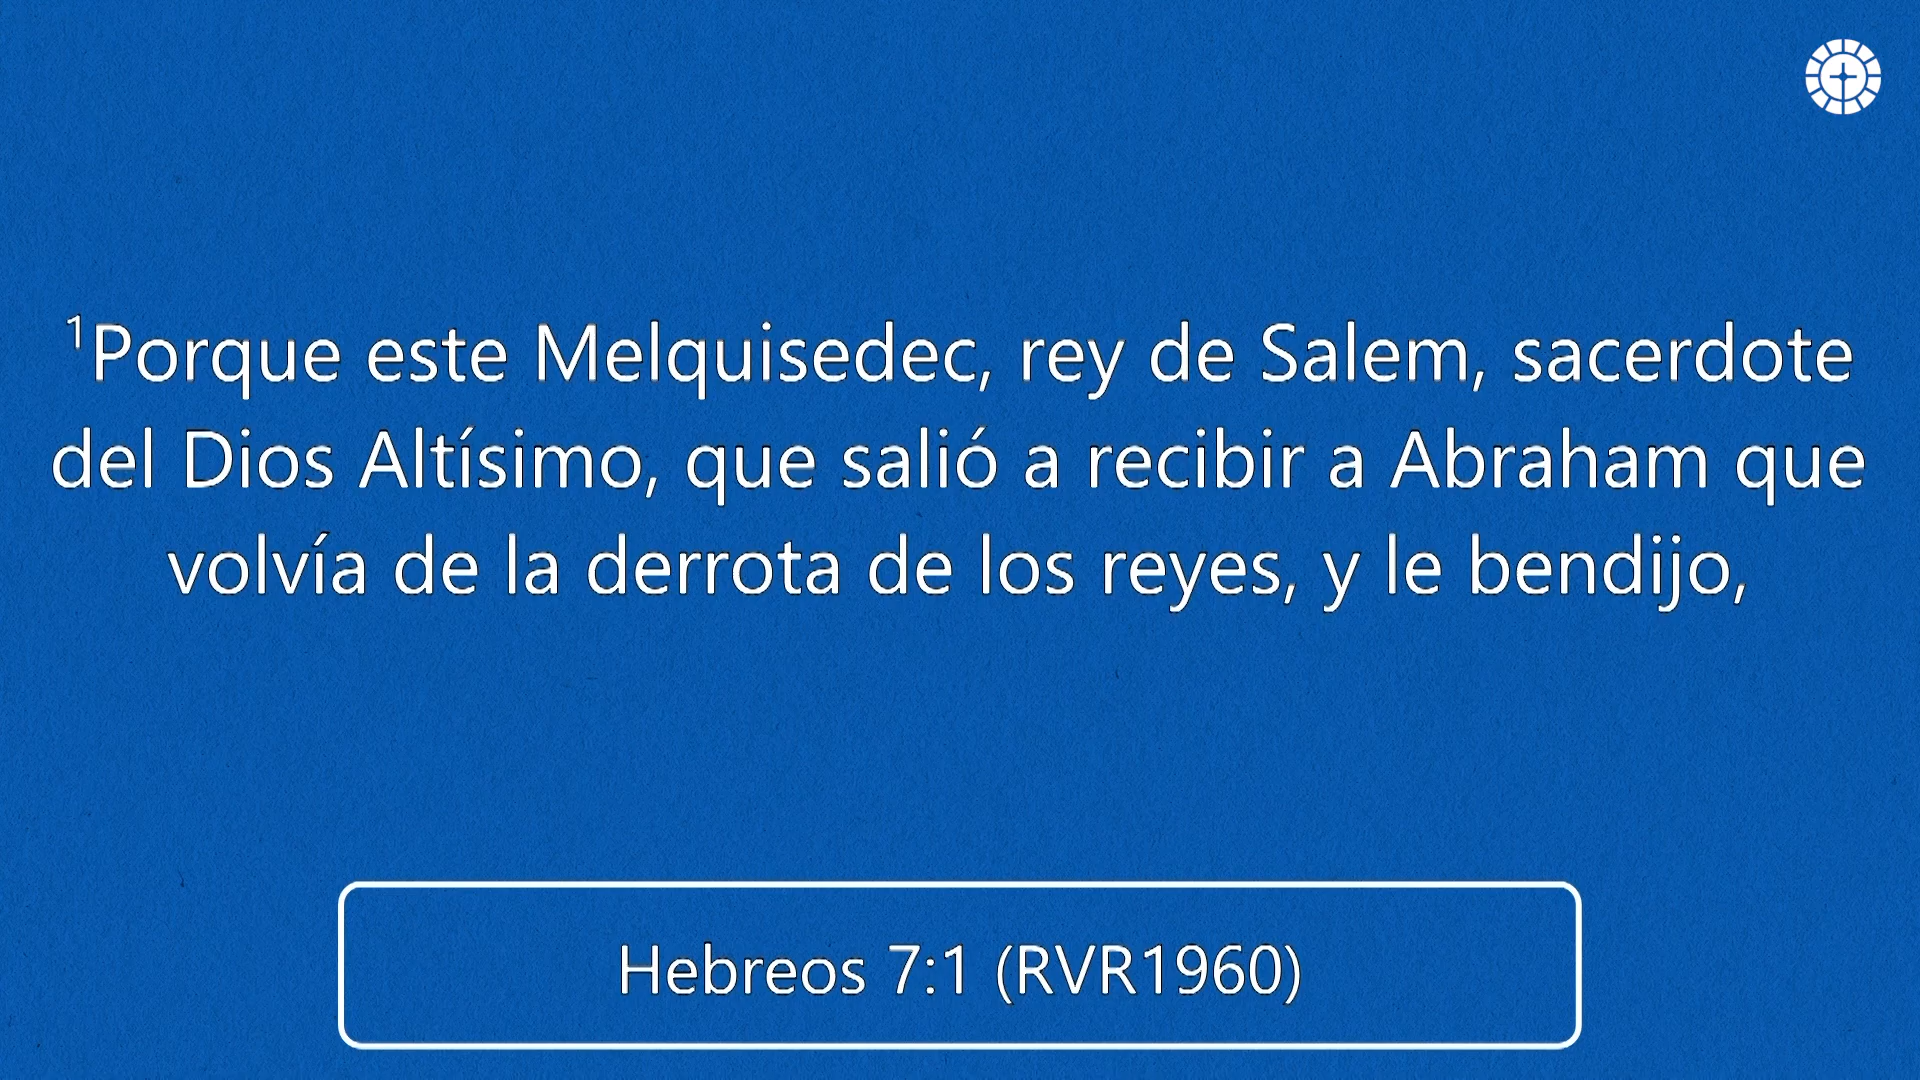 ¹Porque este Melquisedec, rey de Salem, sacerdote
del Dios Altísimo, que salió a recibir a Abraham que
volvía de la derrota de los reyes, y le bendijo,
Hebreos 7:1 (RVR1960)